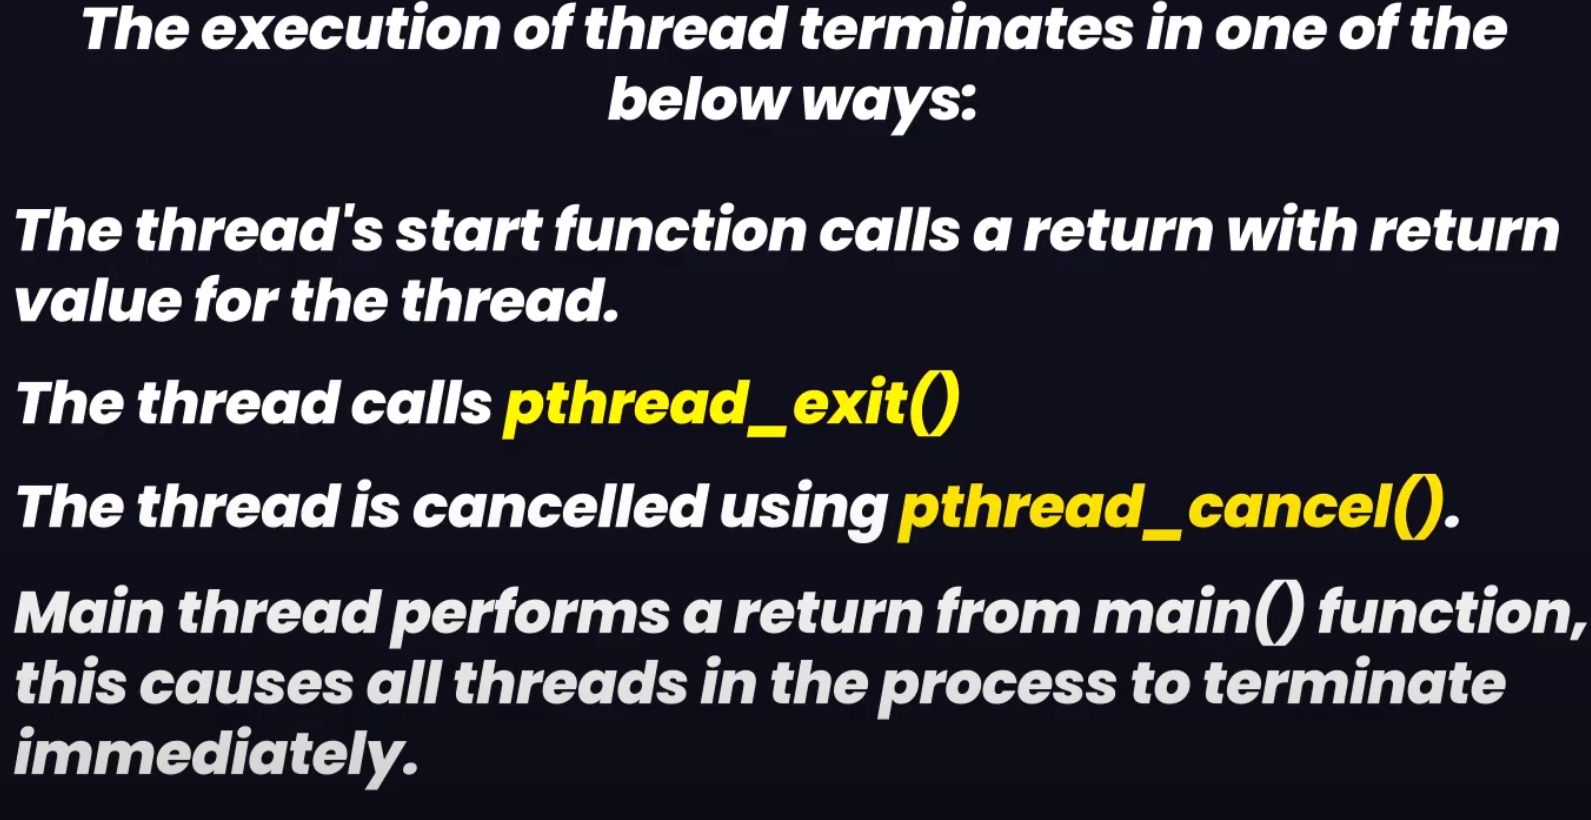 The execution of thread terminates in one of the
below ways:
The thread's start function calls a return with return
value for the thread.
The thread calls pthread_exit()
The thread is cancelled using pthread_cancel().
Main thread performs a return from main() function,
this causes all threads in the process to terminate
immediately.